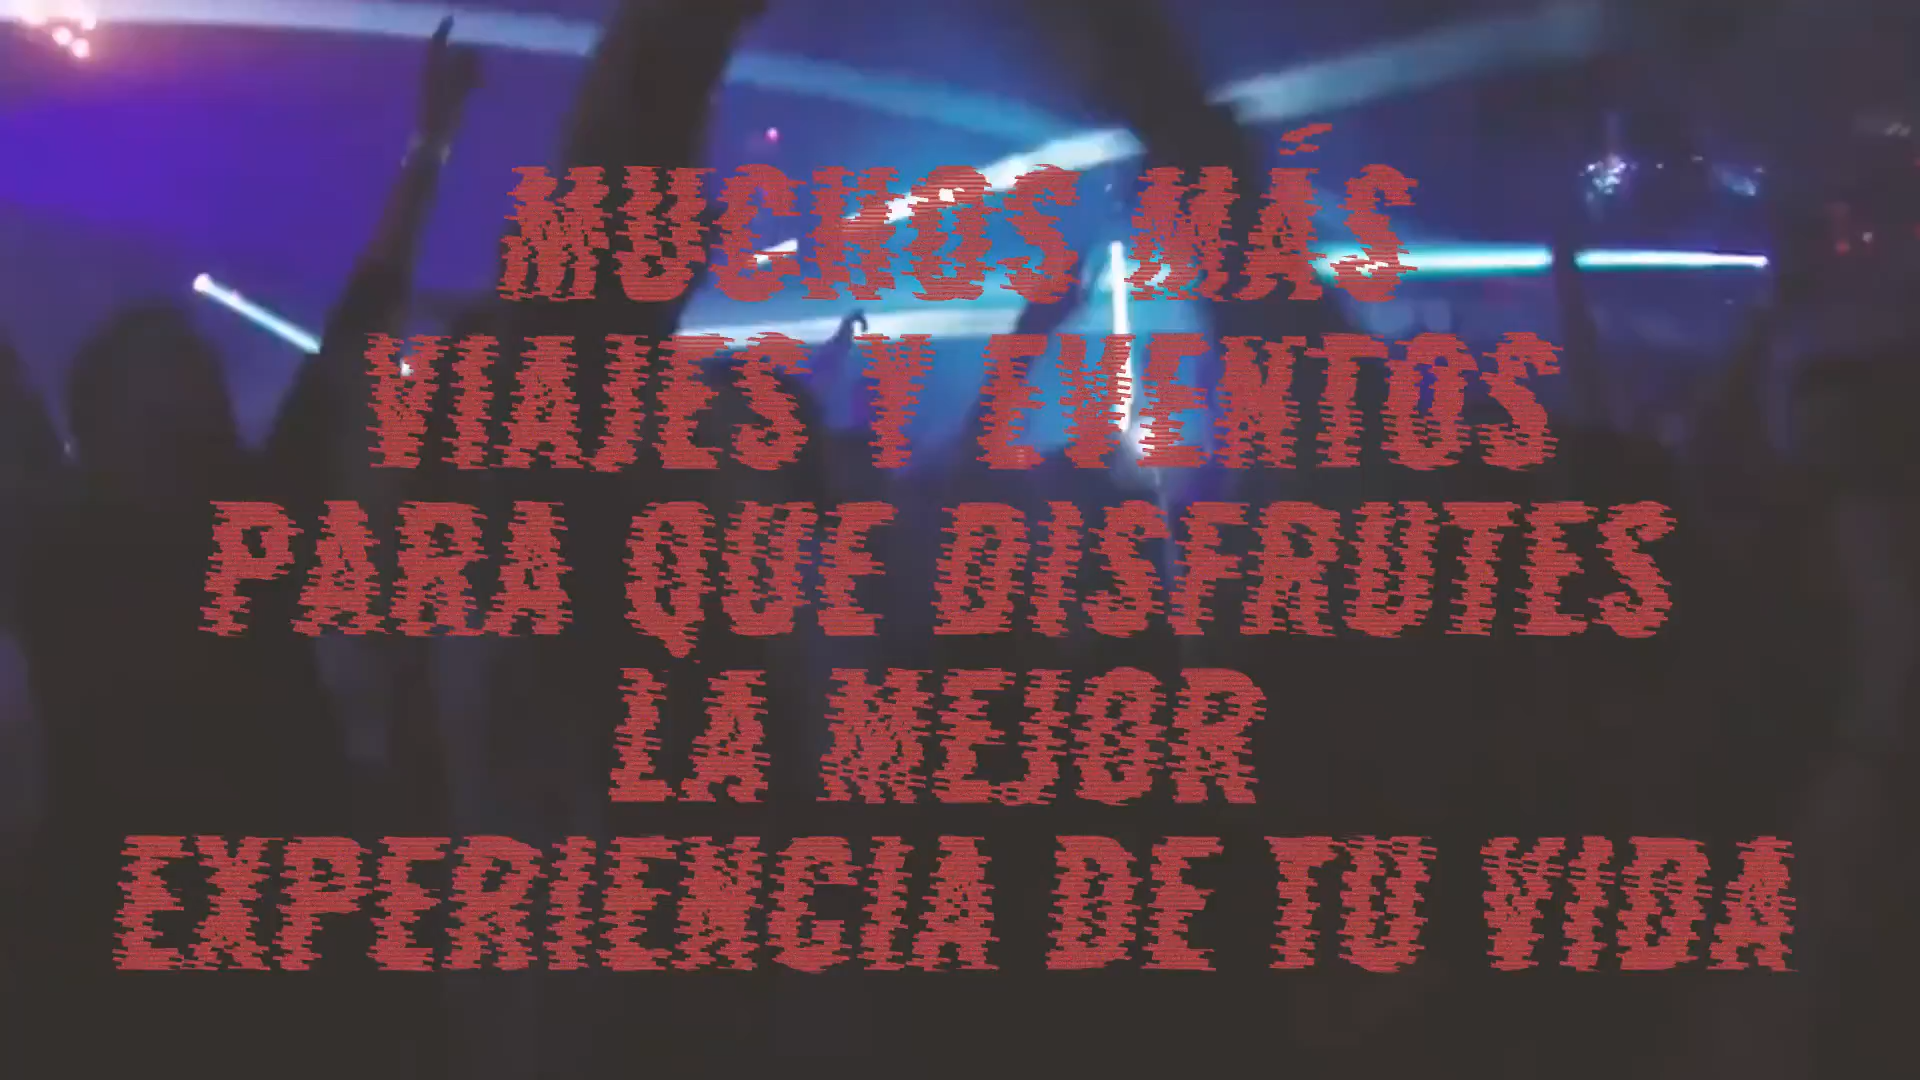 MUCHOS MÁS
VIAJES Y EVENTOS
PARA QUE DISFRUTES
LA MEJOR
EXPERIENCIA DE TU VIDA